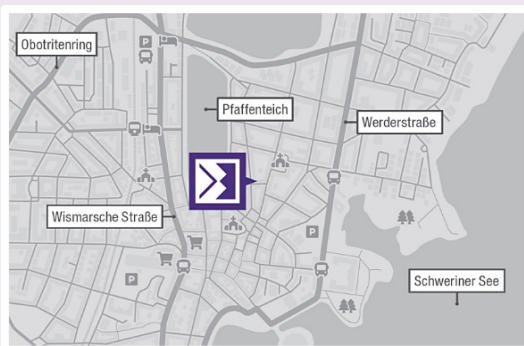 Obotritenring
P
Pfaffenteich
Werderstraße
Wismarsche Straße
P
P
Schweriner See